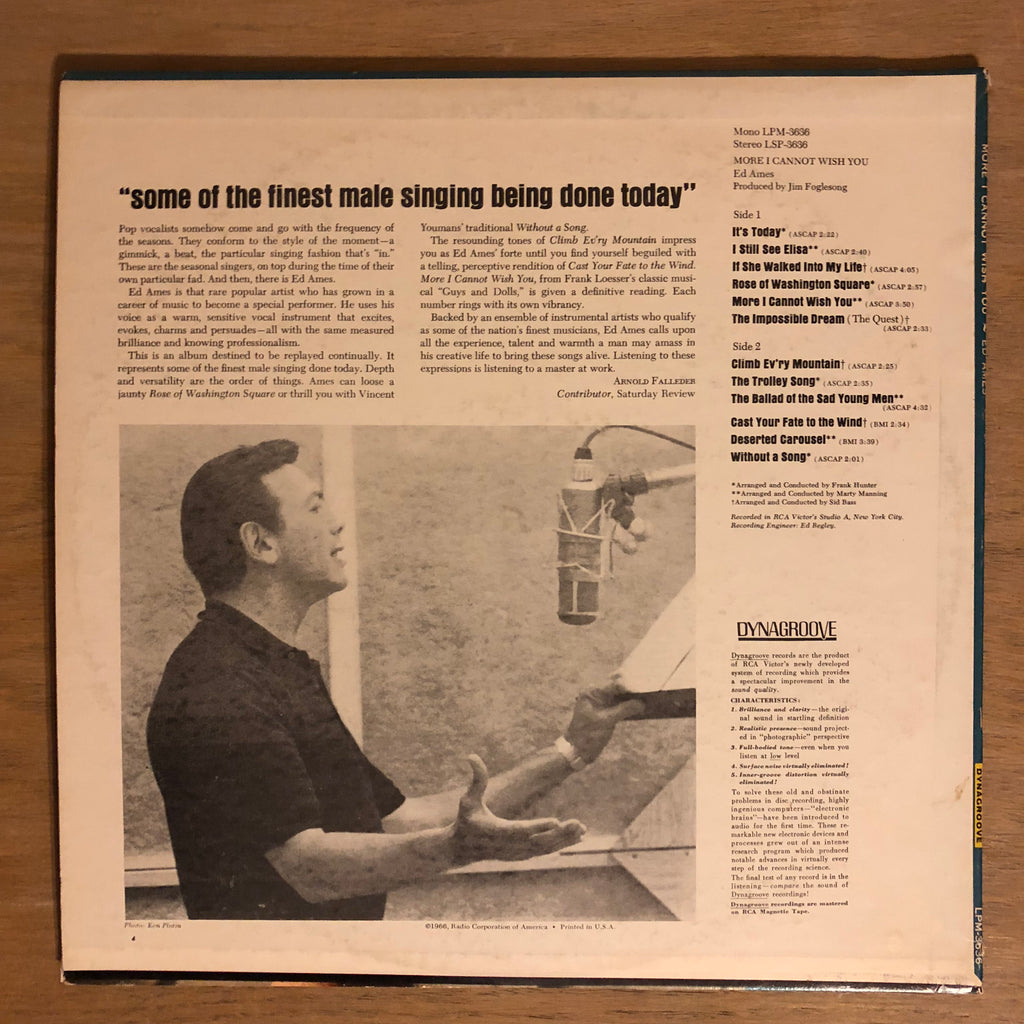 "some of the finest male singing being done today"
Pop vocalists somehow come and go with the frequency of
the seasons. They conform to the style of the moment—a
gimmick, a beat, the particular singing fashion that's "in."
These are the seasonal singers, on top during the time of their
own particular fad. And then, there is Ed Ames.
Ed Ames is that rare popular artist who has grown in a
career of music to become a special performer. He uses his
voice as a warm, sensitive vocal instrument that excites,
evokes, charms and persuades—all with the same measured
brilliance and knowing professionalism.
This is an album destined to be replayed continually. It
represents some of the finest male singing done today. Depth
and versatility are the order of things. Ames can loose a
jaunty Rose of Washington Square or thrill you with Vincent
Youmans' traditional Without a Song.
The resounding tones of Climb Ev'ry Mountain impress
you as Ed Ames' forte until you find yourself beguiled with
a telling, perceptive rendition of Cast Your Fate to the Wind.
More I Cannot Wish You, from Frank Loesser's classic musi-
cal "Guys and Dolls," is given a definitive reading. Each
number rings with its own vibrancy.
Backed by an ensemble of instrumental artists who qualify
as some of the nation's finest musicians, Ed Ames calls upon
all the experience, talent and warmth a man may amass in
his creative life to bring these songs alive. Listening to these
expressions is listening to a master at work.
Arnold Falleder
Contributor, Saturday Review
Mono LPM-3636
Stereo LSP-3636
MORE I CANNOT WISH YOU
Ed Ames
Produced by Jim Foglesong
Side 1
It's Today* (ASCAP 2:22)
I Still See Elisa** (ASCAP 2:40)
If She Walked Into My Life† (ASCAP 4:05)
Rose of Washington Square* (ASCAP 2:57)
More I Cannot Wish You** (ASCAP 3:50)
The Impossible Dream (The Quest)†
(ASCAP 2:33)
Side 2
Climb Ev'ry Mountain† (ASCAP 2:25)
The Trolley Song* (ASCAP 2:35)
The Ballad of the Sad Young Men**
(ASCAP 4:32)
Cast Your Fate to the Wind† (BMI 2:34)
Deserted Carousel** (BMI 3:39)
Without a Song* (ASCAP 2:01)
*Arranged and Conducted by Frank Hunter
**Arranged and Conducted by Marty Manning
†Arranged and Conducted by Sid Bass
Recorded in RCA Victor's Studio A, New York City.
Recording Engineer: Ed Begley.
DYNAGROOVE
Dynagroove records are the product
of RCA Victor's newly developed
system of recording which provides
a spectacular improvement in the
sound quality.
CHARACTERISTICS:
1. Brilliance and clarity—the origi-
nal sound in startling definition
2. Realistic presence—sound project-
ed in "photographic" perspective
3. Full-bodied tone—even when you
listen at low level
4. Surface noise virtually eliminated!
5. Inner-groove distortion virtually
eliminated!
To solve these old and obstinate
problems in disc recording, highly
ingenious computers—"electronic
brains"—have been introduced to
audio for the first time. These re-
markable new electronic devices and
processes grew out of an intense
research program which produced
notable advances in virtually every
step of the recording science.
The final test of any record is in the
listening—compare the sound of
Dynagroove recordings!
Dynagroove recordings are mastered
on RCA Magnetic Tape.
Photo: Ken Plotin
©1966, Radio Corporation of America • Printed in U.S.A.
4
MORE I CANNOT WISH YOU ED AMES
DYNAGROOVE
LPM-3636